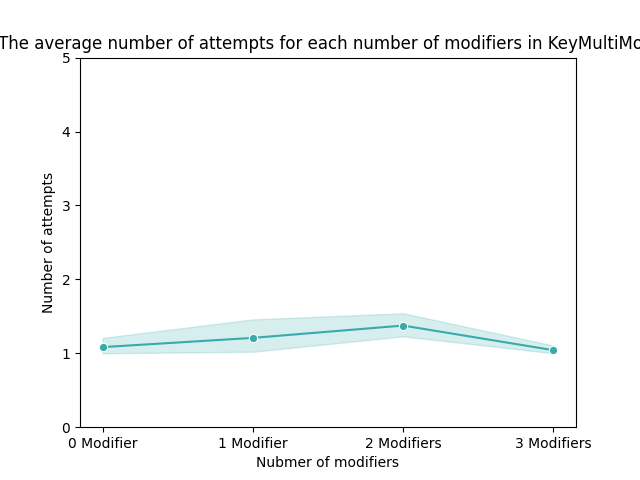 The average number of attempts for each number of modifiers in KeyMultiMo
5
4
3
2
1
0
Number of attempts
0 Modifier 1 Modifier 2 Modifiers 3 Modifiers
Nubmer of modifiers